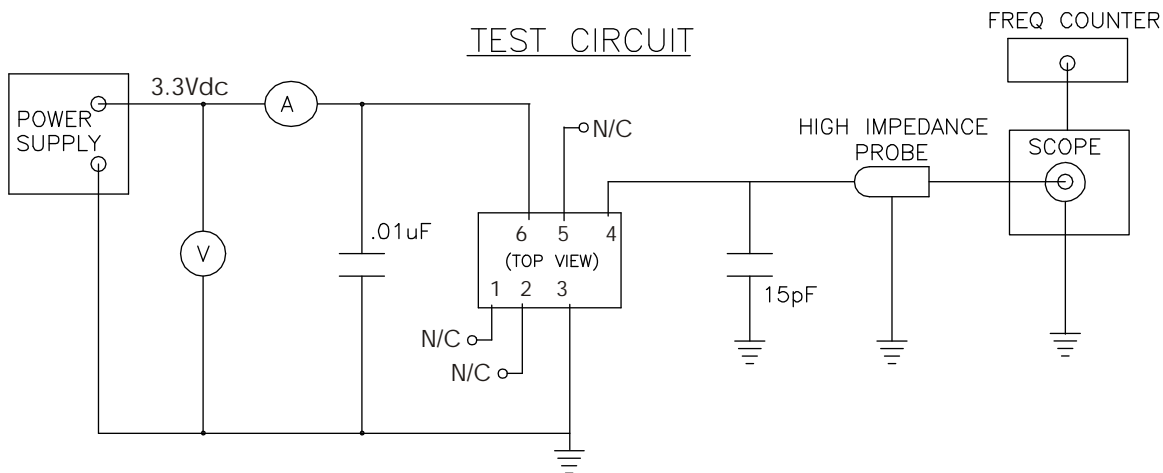 TEST CIRCUIT
FREQ COUNTER
POWER
SUPPLY
3.3Vdc
A
V
.01uF
N/C
6 5 4
(TOP VIEW)
1 2 3
N/C
N/C
15pF
HIGH IMPEDANCE
PROBE
SCOPE